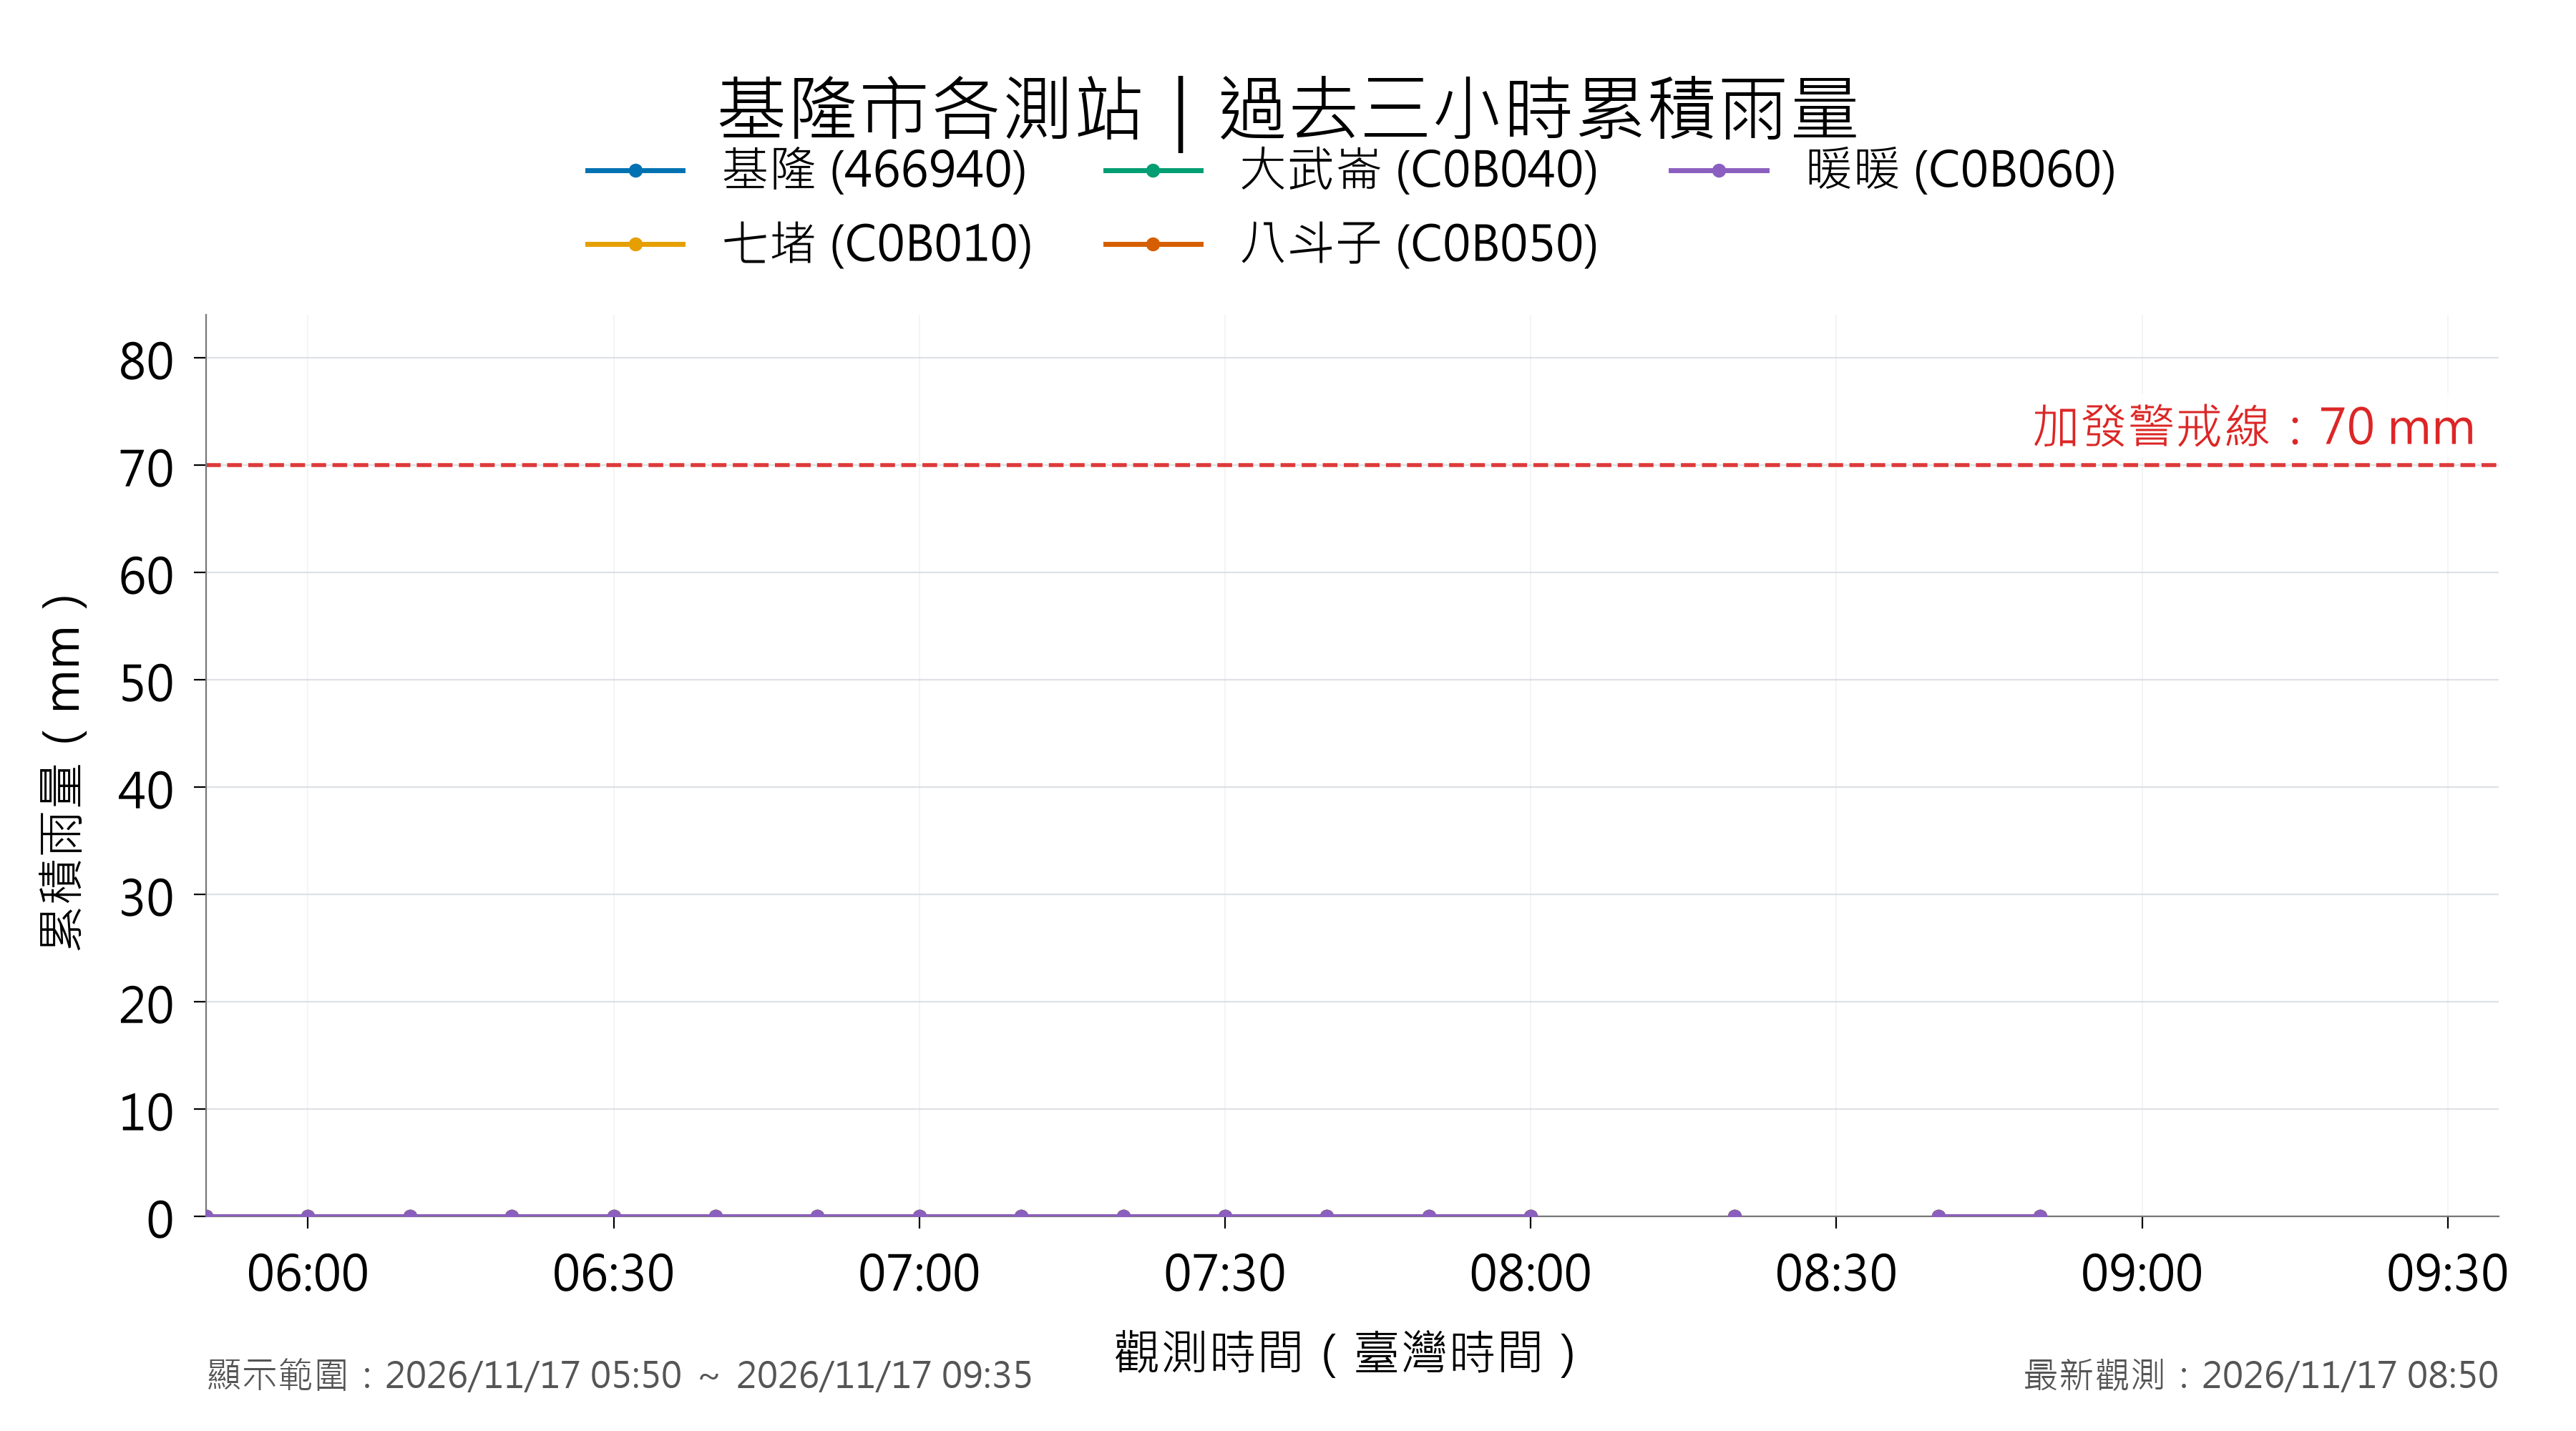 基隆市各測站｜過去三小時累積雨量
基隆 (466940)
大武崙 (C0B040)
暖暖 (C0B060)
七堵 (C0B010)
八斗子 (C0B050)
80
加發警戒線：70 mm
70
60
50
40
30
20
10
0
累積雨量（mm）
06:00 06:30 07:00 07:30 08:00 08:30 09:00 09:30
觀測時間（臺灣時間）
顯示範圍：2026/11/17 05:50 ~ 2026/11/17 09:35
最新觀測：2026/11/17 08:50